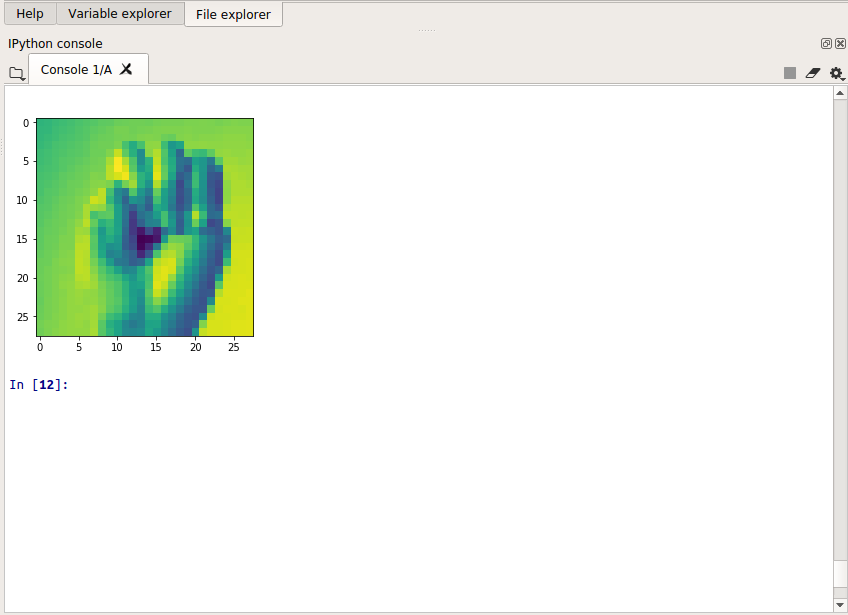 Help Variable explorer File explorer
IPython console
Console 1/A
0
5
10
15
20
25
0 5 10 15 20 25
In [12]: